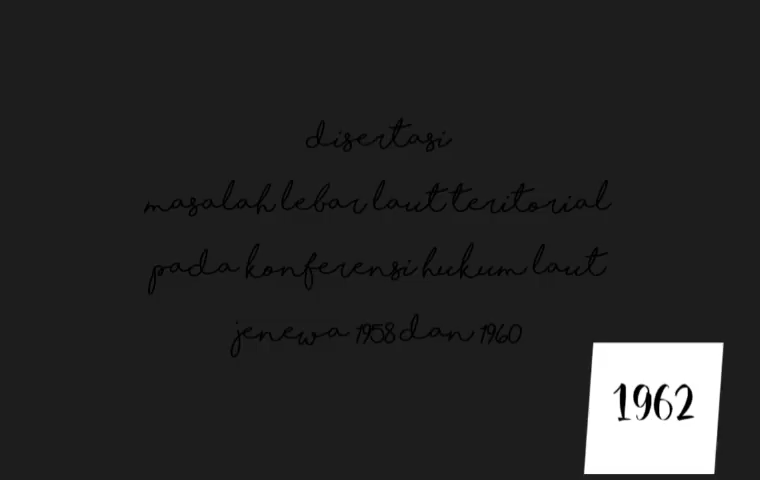 disertasi
masalah lebar laut teritorial
pada konferensi hukum laut
jenewa 1958 dan 1960
1962